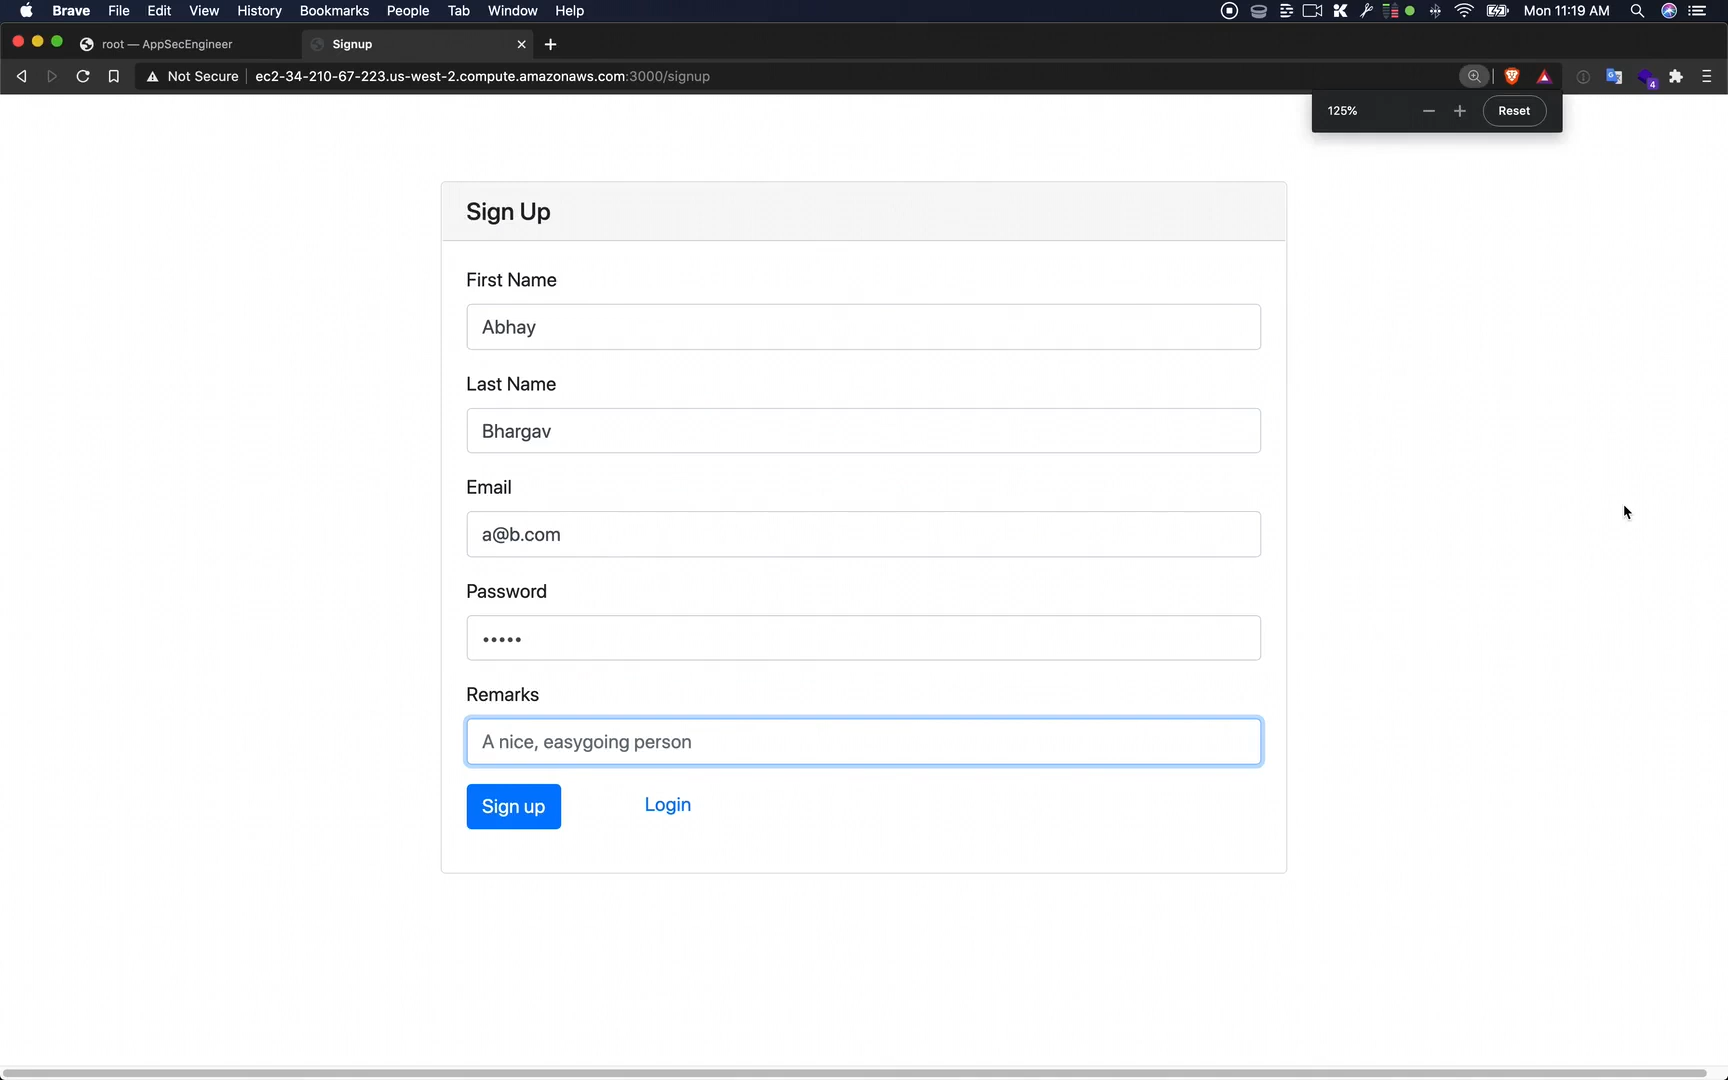 Brave File Edit View History Bookmarks People Tab Window Help Mon 11:19 AM
root — AppSecEngineer Signup
Not Secure ec2-34-210-67-223.us-west-2.compute.amazonaws.com:3000/signup 4
125% Reset
Sign Up
First Name
Abhay
Last Name
Bhargav
Email
a@b.com
Password
•••••
Remarks
A nice, easygoing person
Sign up Login